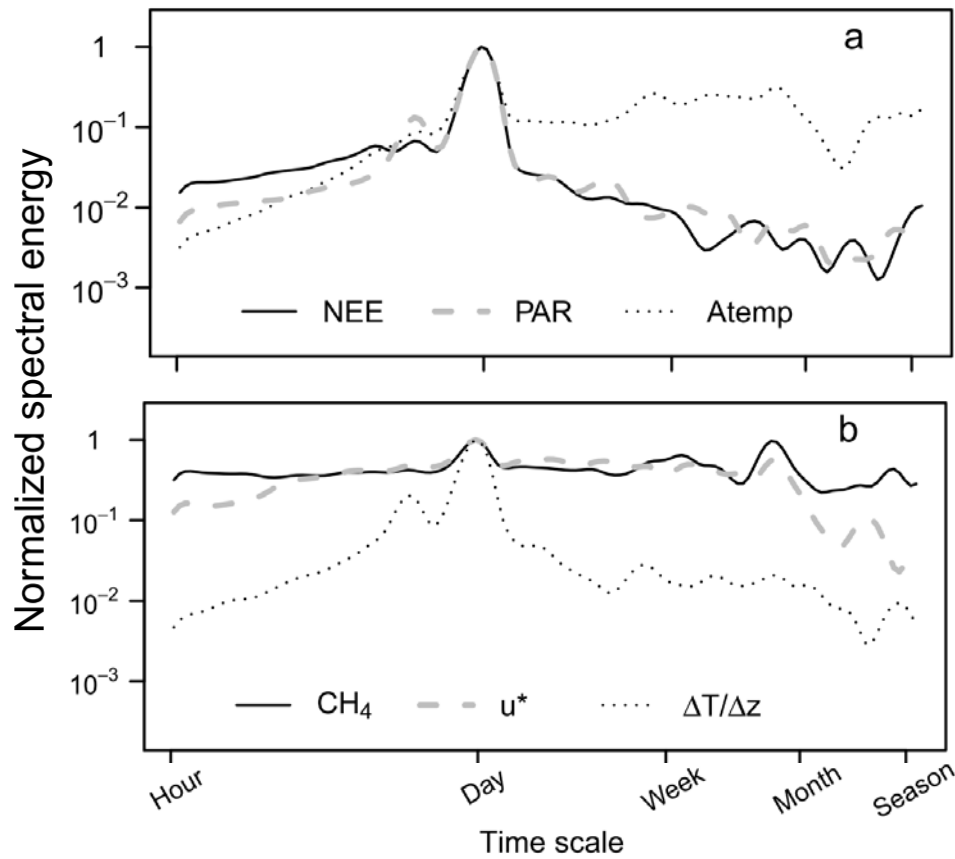 Normalized spectral energy
a
1
10⁻¹
10⁻²
10⁻³
NEE PAR Atemp
b
1
10⁻¹
10⁻²
10⁻³
CH₄ u* ΔT/Δz
Hour Day Week Month Season
Time scale